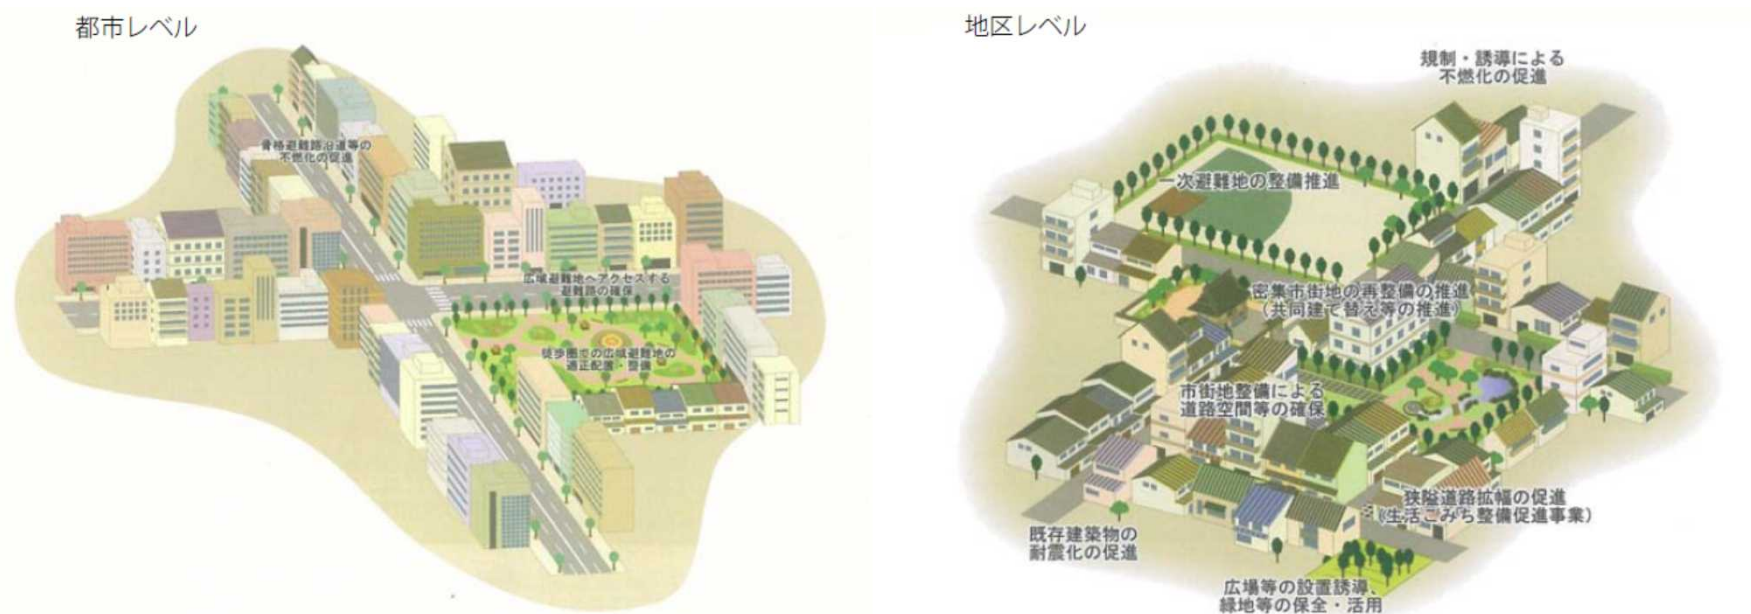 都市レベル
骨格避難路沿道等の
不燃化の促進
広域避難地へアクセスする
避難路の確保
徒歩圏での広域避難地の
適正配置・整備
地区レベル
規制・誘導による
不燃化の促進
一次避難地の整備推進
密集市街地の再整備の推進
（共同建て替え等の推進）
市街地整備による
道路空間等の確保
狭隘道路拡幅の促進
（生活こみち整備促進事業）
既存建築物の
耐震化の促進
広場等の設置誘導、
緑地等の保全・活用